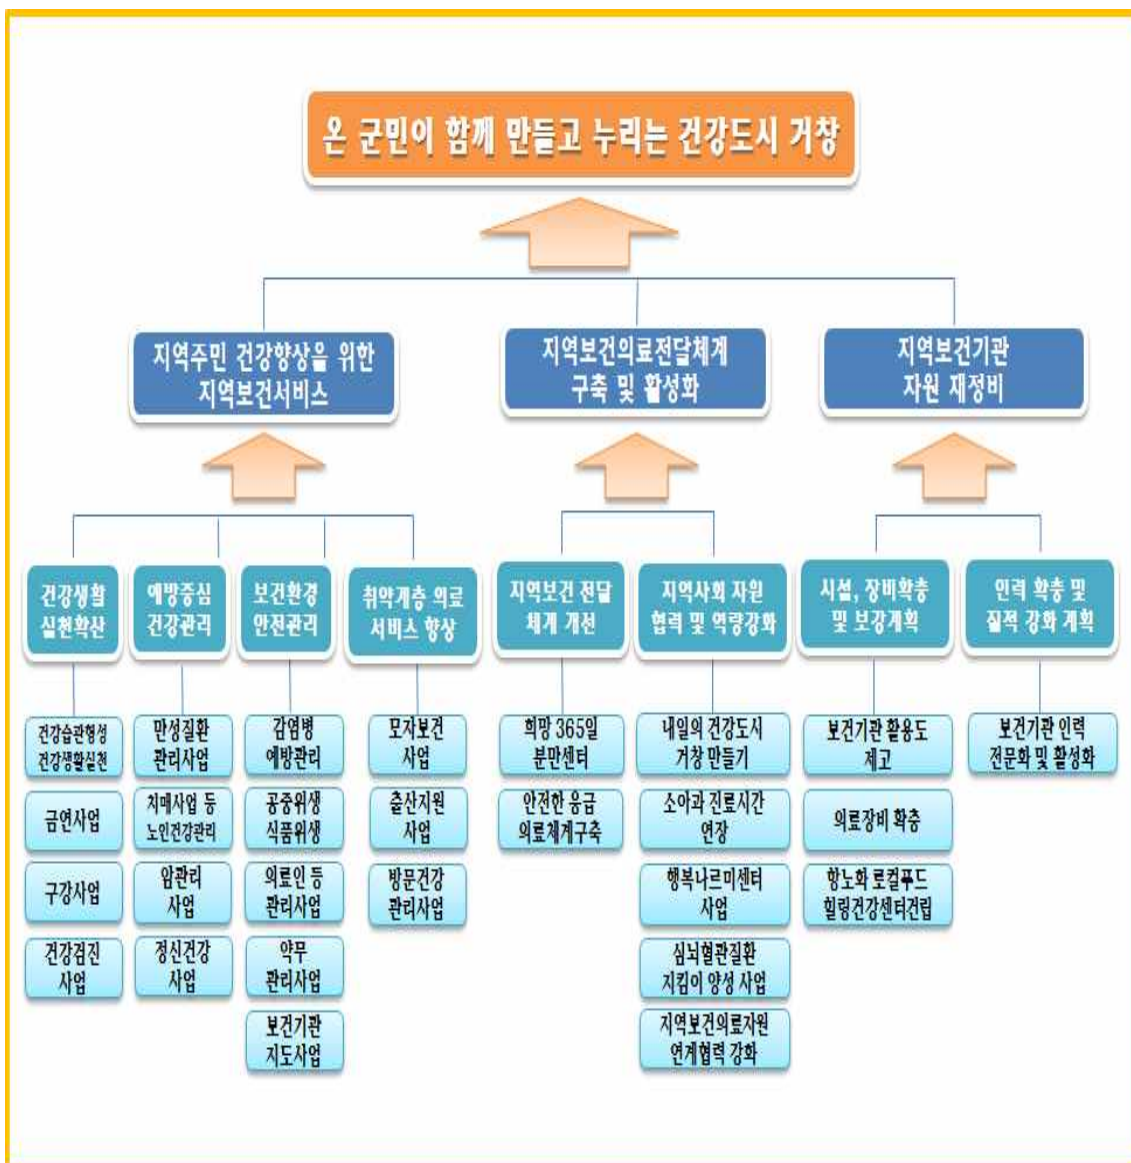 온 군민이 함께 만들고 누리는 건강도시 거창
지역주민 건강향상을 위한
지역보건서비스
지역보건의료전달체계
구축 및 활성화
지역보건기관
자원 재정비
건강생활
실천확산
예방중심
건강관리
보건환경
안전관리
취약계층 의료
서비스 향상
지역보건 전달
체계 개선
지역사회 자원
협력 및 역량강화
시설, 장비확충
및 보강계획
인력 확충 및
질적 강화 계획
건강습관형성
건강생활실천
금연사업
구강사업
건강검진
사업
만성질환
관리사업
치매사업 등
노인건강관리
암관리
사업
정신건강
사업
감염병
예방관리
공중위생
식품위생
의료인 등
관리사업
약무
관리사업
보건기관
지도사업
모자보건
사업
출산지원
사업
방문건강
관리사업
희망 365일
분만센터
안전한 응급
의료체계구축
내일의 건강도시
거창 만들기
소아과 진료시간
연장
행복나르미센터
사업
심뇌혈관질환
지킴이 양성 사업
지역보건의료자원
연계협력 강화
보건기관 활용도
제고
의료장비 확충
항노화 로컬푸드
힐링건강센터건립
보건기관 인력
전문화 및 활성화